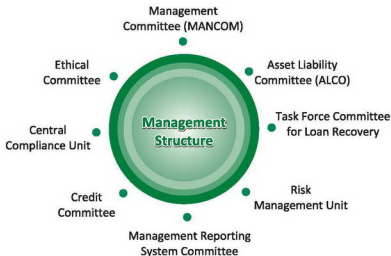 Management
Committee (MANCOM)
Ethical
Committee
Asset Liability
Committee (ALCO)
Central
Compliance Unit
Management
Structure
Task Force Committee
for Loan Recovery
Credit
Committee
Risk
Management Unit
Management Reporting
System Committee